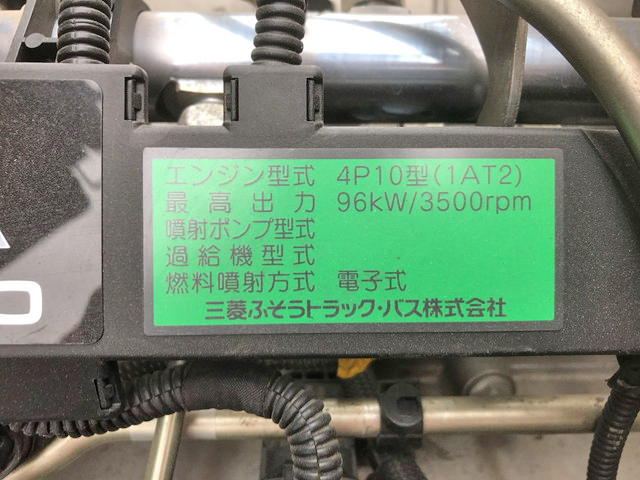 エンジン型式 4P10型(1AT2)
最高出力 96kW/3500rpm
噴射ポンプ型式
過給機型式
燃料噴射方式 電子式
三菱ふそうトラック・バス株式会社